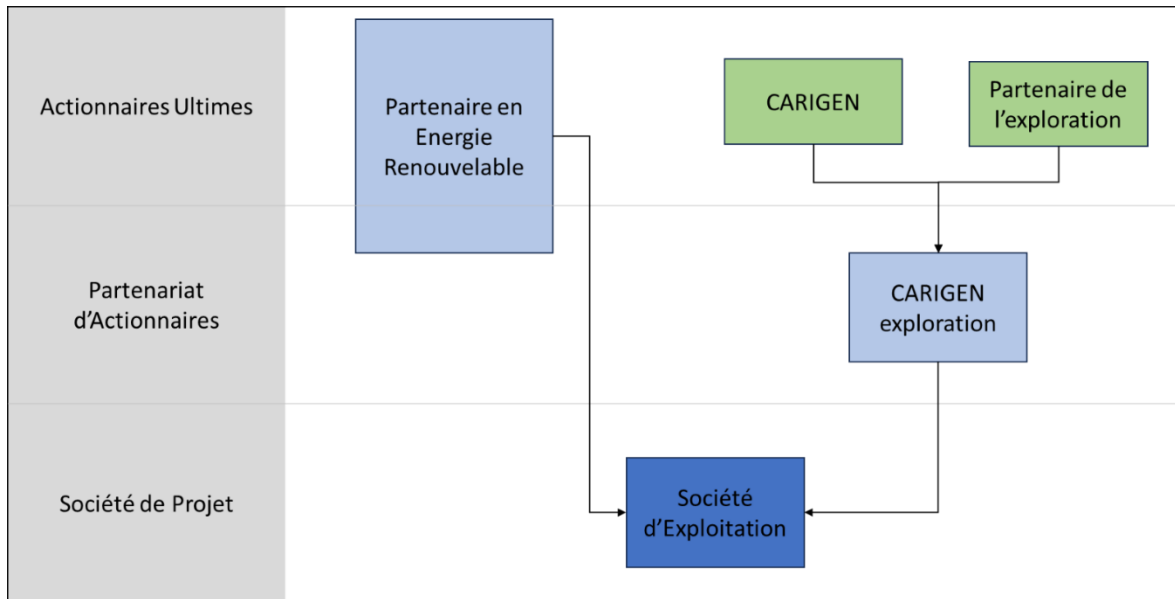 Actionnaires Ultimes
Partenaire en
Energie
Renouvelable
CARIGEN
Partenaire de
l’exploration
Partenariat
d’Actionnaires
CARIGEN
exploration
Société de Projet
Société
d’Exploitation